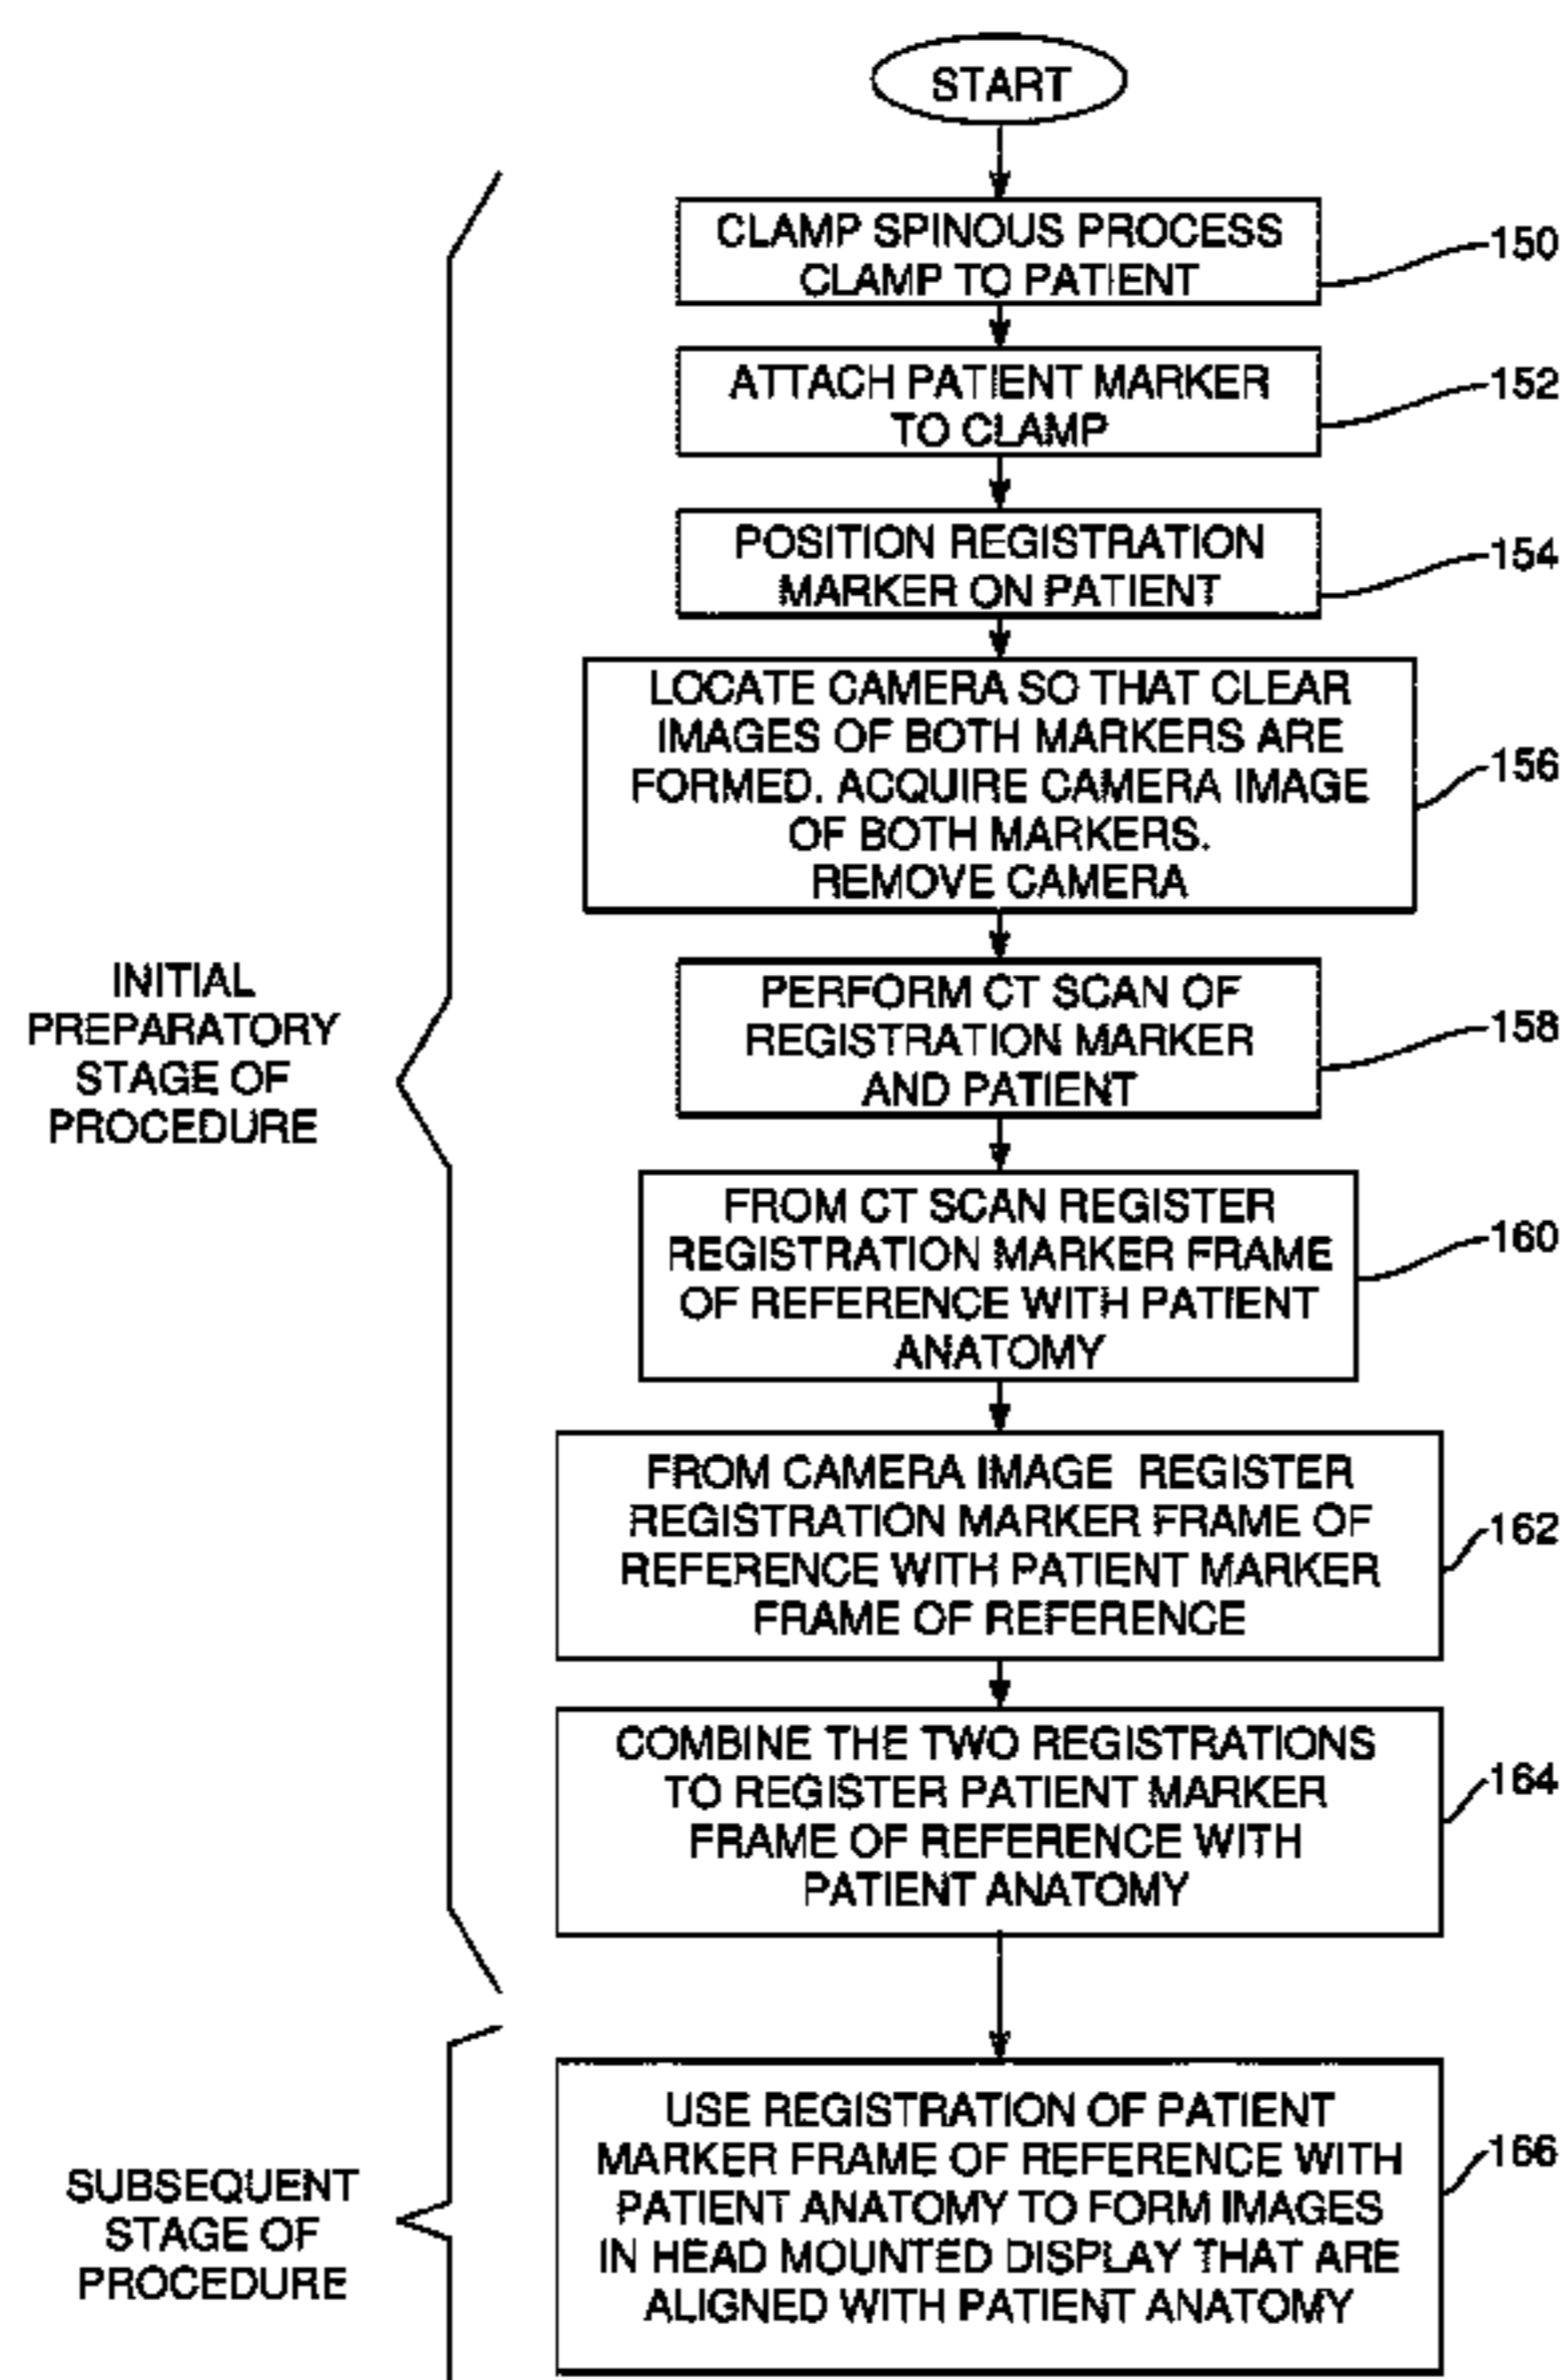 START
CLAMP SPINOUS PROCESS
CLAMP TO PATIENT
150
ATTACH PATIENT MARKER
TO CLAMP
152
POSITION REGISTRATION
MARKER ON PATIENT
154
LOCATE CAMERA SO THAT CLEAR
IMAGES OF BOTH MARKERS ARE
FORMED. ACQUIRE CAMERA IMAGE
OF BOTH MARKERS.
REMOVE CAMERA
156
INITIAL
PREPARATORY
STAGE OF
PROCEDURE
PERFORM CT SCAN OF
REGISTRATION MARKER
AND PATIENT
158
FROM CT SCAN REGISTER
REGISTRATION MARKER FRAME
OF REFERENCE WITH PATIENT
ANATOMY
160
FROM CAMERA IMAGE REGISTER
REGISTRATION MARKER FRAME OF
REFERENCE WITH PATIENT MARKER
FRAME OF REFERENCE
162
COMBINE THE TWO REGISTRATIONS
TO REGISTER PATIENT MARKER
FRAME OF REFERENCE WITH
PATIENT ANATOMY
164
SUBSEQUENT
STAGE OF
PROCEDURE
USE REGISTRATION OF PATIENT
MARKER FRAME OF REFERENCE WITH
PATIENT ANATOMY TO FORM IMAGES
IN HEAD MOUNTED DISPLAY THAT ARE
ALIGNED WITH PATIENT ANATOMY
166